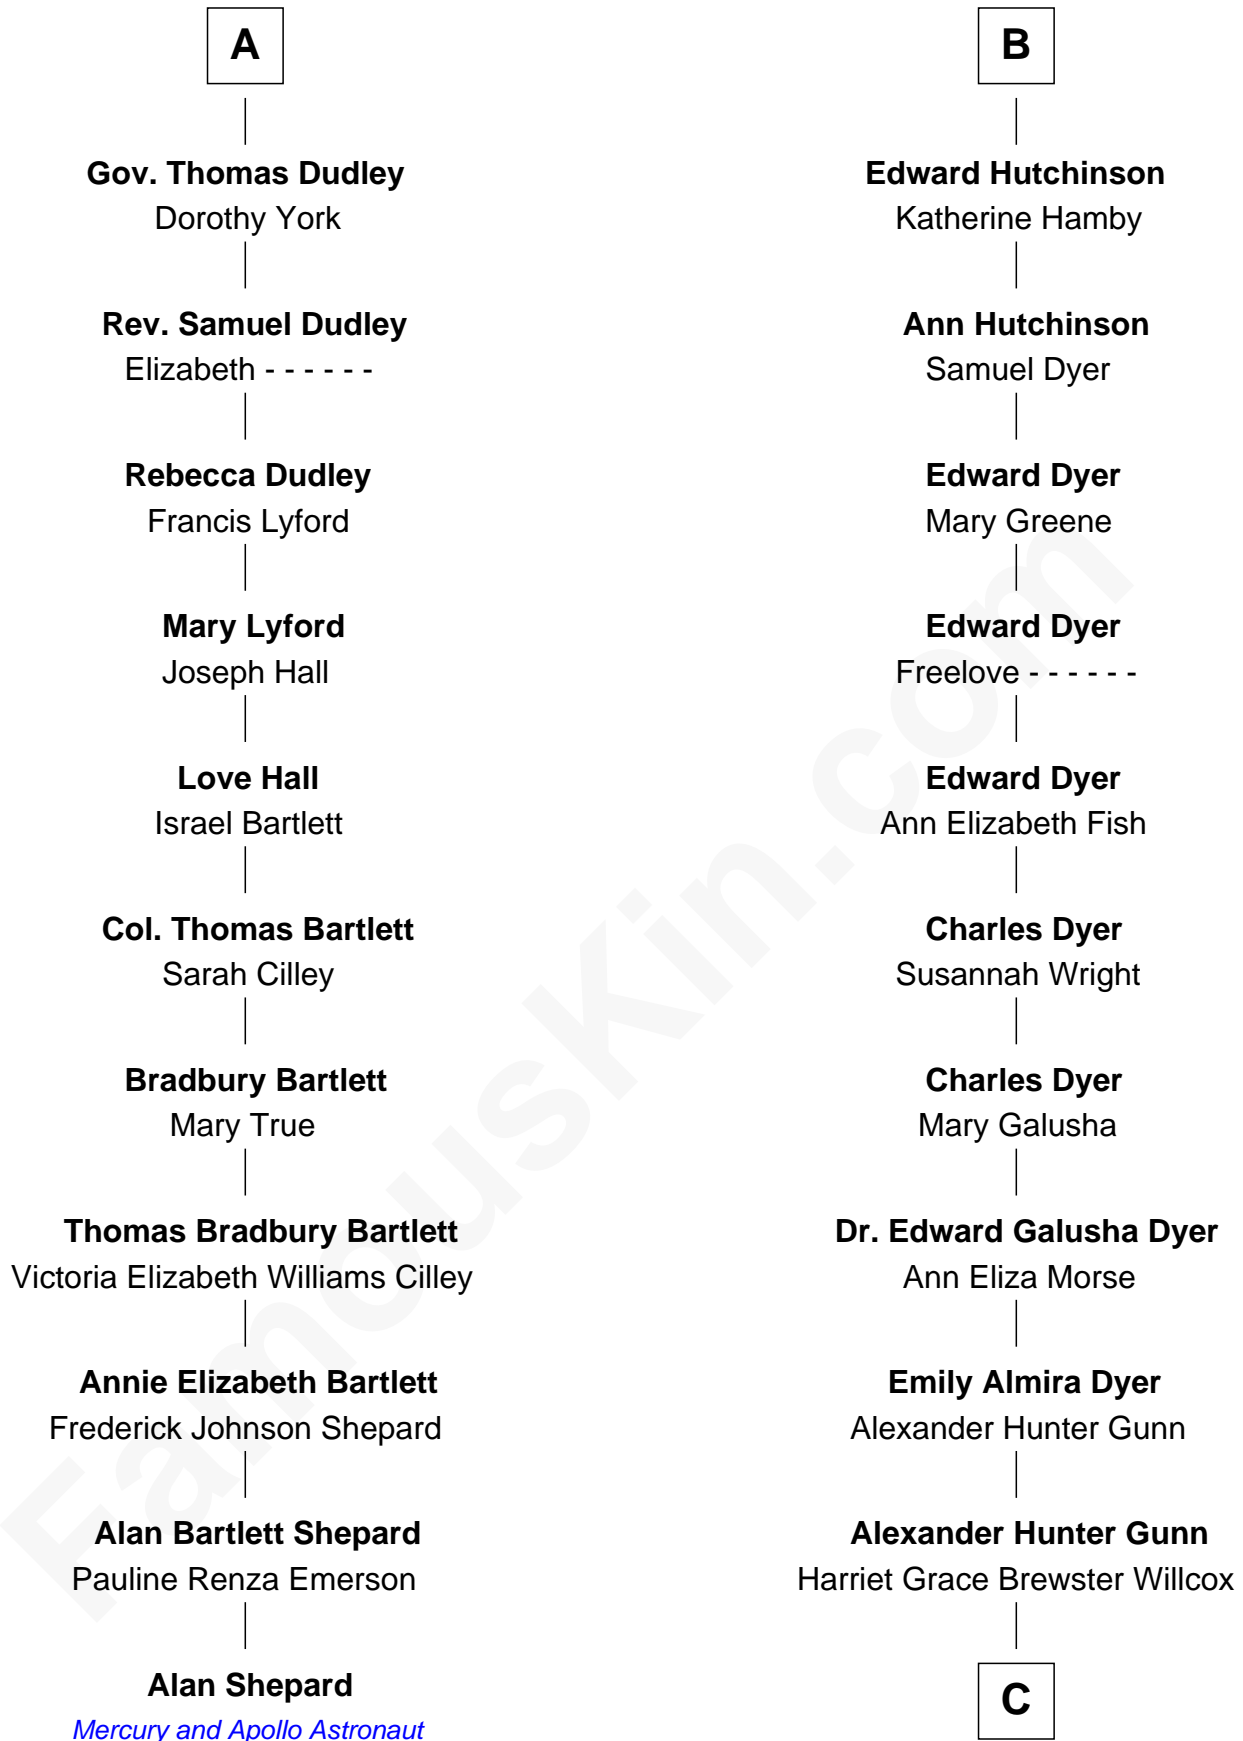 A
Gov. Thomas Dudley
Dorothy York
Rev. Samuel Dudley
Elizabeth - - - - - -
Rebecca Dudley
Francis Lyford
Mary Lyford
Joseph Hall
Love Hall
Israel Bartlett
Col. Thomas Bartlett
Sarah Cilley
Bradbury Bartlett
Mary True
Thomas Bradbury Bartlett
Victoria Elizabeth Williams Cilley
Annie Elizabeth Bartlett
Frederick Johnson Shepard
Alan Bartlett Shepard
Pauline Renza Emerson
Alan Shepard
Mercury and Apollo Astronaut
B
Edward Hutchinson
Katherine Hamby
Ann Hutchinson
Samuel Dyer
Edward Dyer
Mary Greene
Edward Dyer
Freelove - - - - - -
Edward Dyer
Ann Elizabeth Fish
Charles Dyer
Susannah Wright
Charles Dyer
Mary Galusha
Dr. Edward Galusha Dyer
Ann Eliza Morse
Emily Almira Dyer
Alexander Hunter Gunn
Alexander Hunter Gunn
Harriet Grace Brewster Willcox
C
FamousKin.com